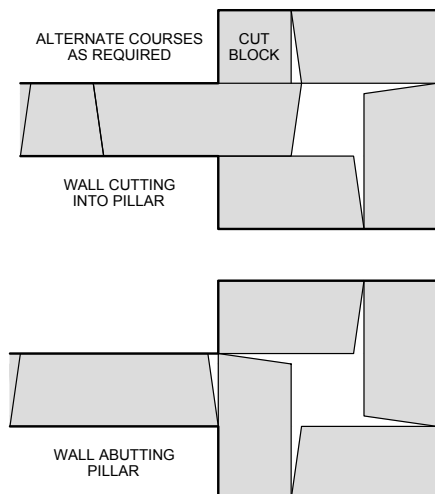 ALTERNATE COURSES
AS REQUIRED
CUT
BLOCK
WALL CUTTING
INTO PILLAR
WALL ABUTTING
PILLAR